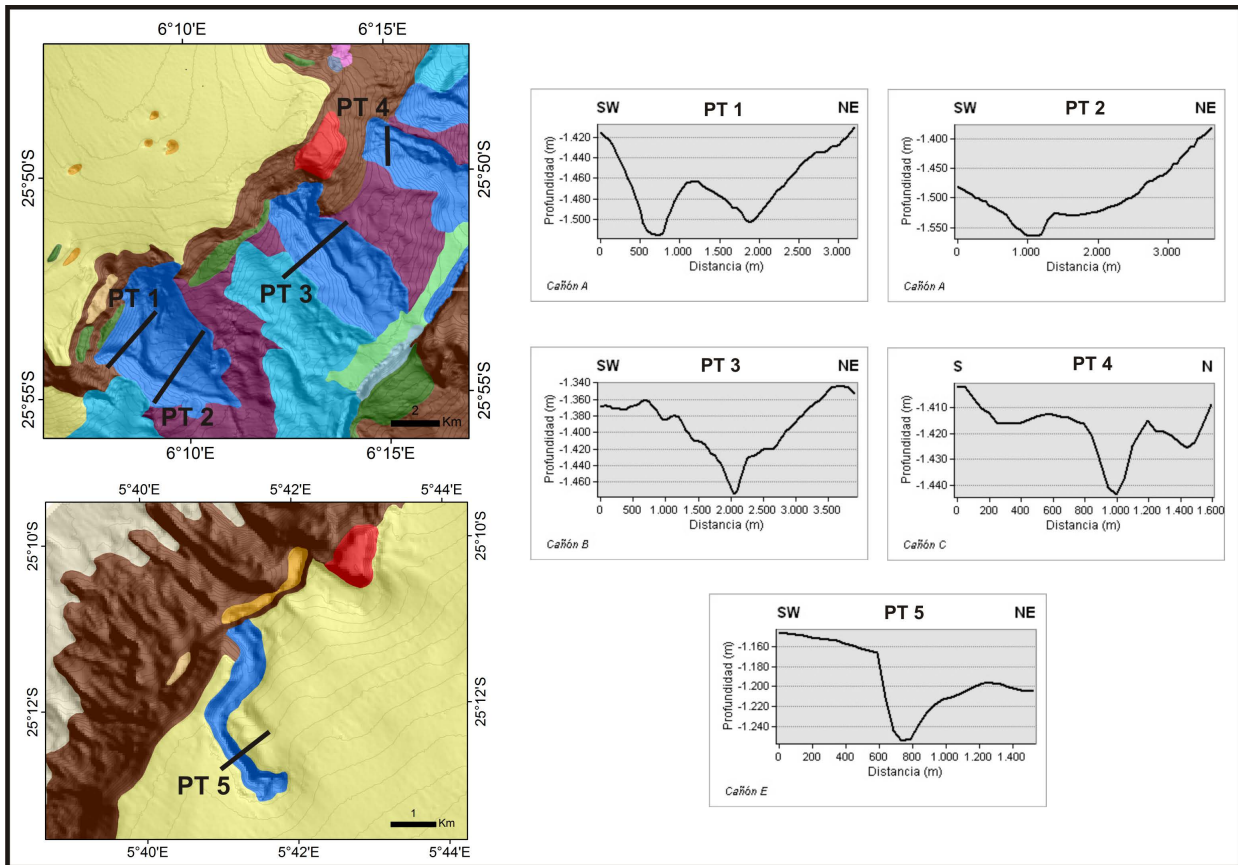 6°10'E 6°15'E
PT 4
25°50'S 25°50'S
PT 1
PT 3
PT 2
25°55'S 25°55'S
2
Km
6°10'E 6°15'E
5°40'E 5°42'E 5°44'E
25°10'S 25°10'S
25°12'S 25°12'S
PT 5
1
Km
5°40'E 5°42'E 5°44'E
SW PT 1 NE
Profundidad (m)
-1.420
-1.440
-1.460
-1.480
-1.500
0 500 1.000 1.500 2.000 2.500 3.000
Distancia (m)
Cañón A
SW PT 2 NE
Profundidad (m)
-1.400
-1.450
-1.500
-1.550
0 1.000 2.000 3.000
Distancia (m)
Cañón A
SW PT 3 NE
Profundidad (m)
-1.340
-1.360
-1.380
-1.400
-1.420
-1.440
-1.460
0 500 1.000 1.500 2.000 2.500 3.000 3.500
Distancia (m)
Cañón B
S PT 4 N
Profundidad (m)
-1.410
-1.420
-1.430
-1.440
0 200 400 600 800 1.000 1.200 1.400 1.600
Distancia (m)
Cañón C
SW PT 5 NE
Profundidad (m)
-1.160
-1.180
-1.200
-1.220
-1.240
0 200 400 600 800 1.000 1.200 1.400
Distancia (m)
Cañón E